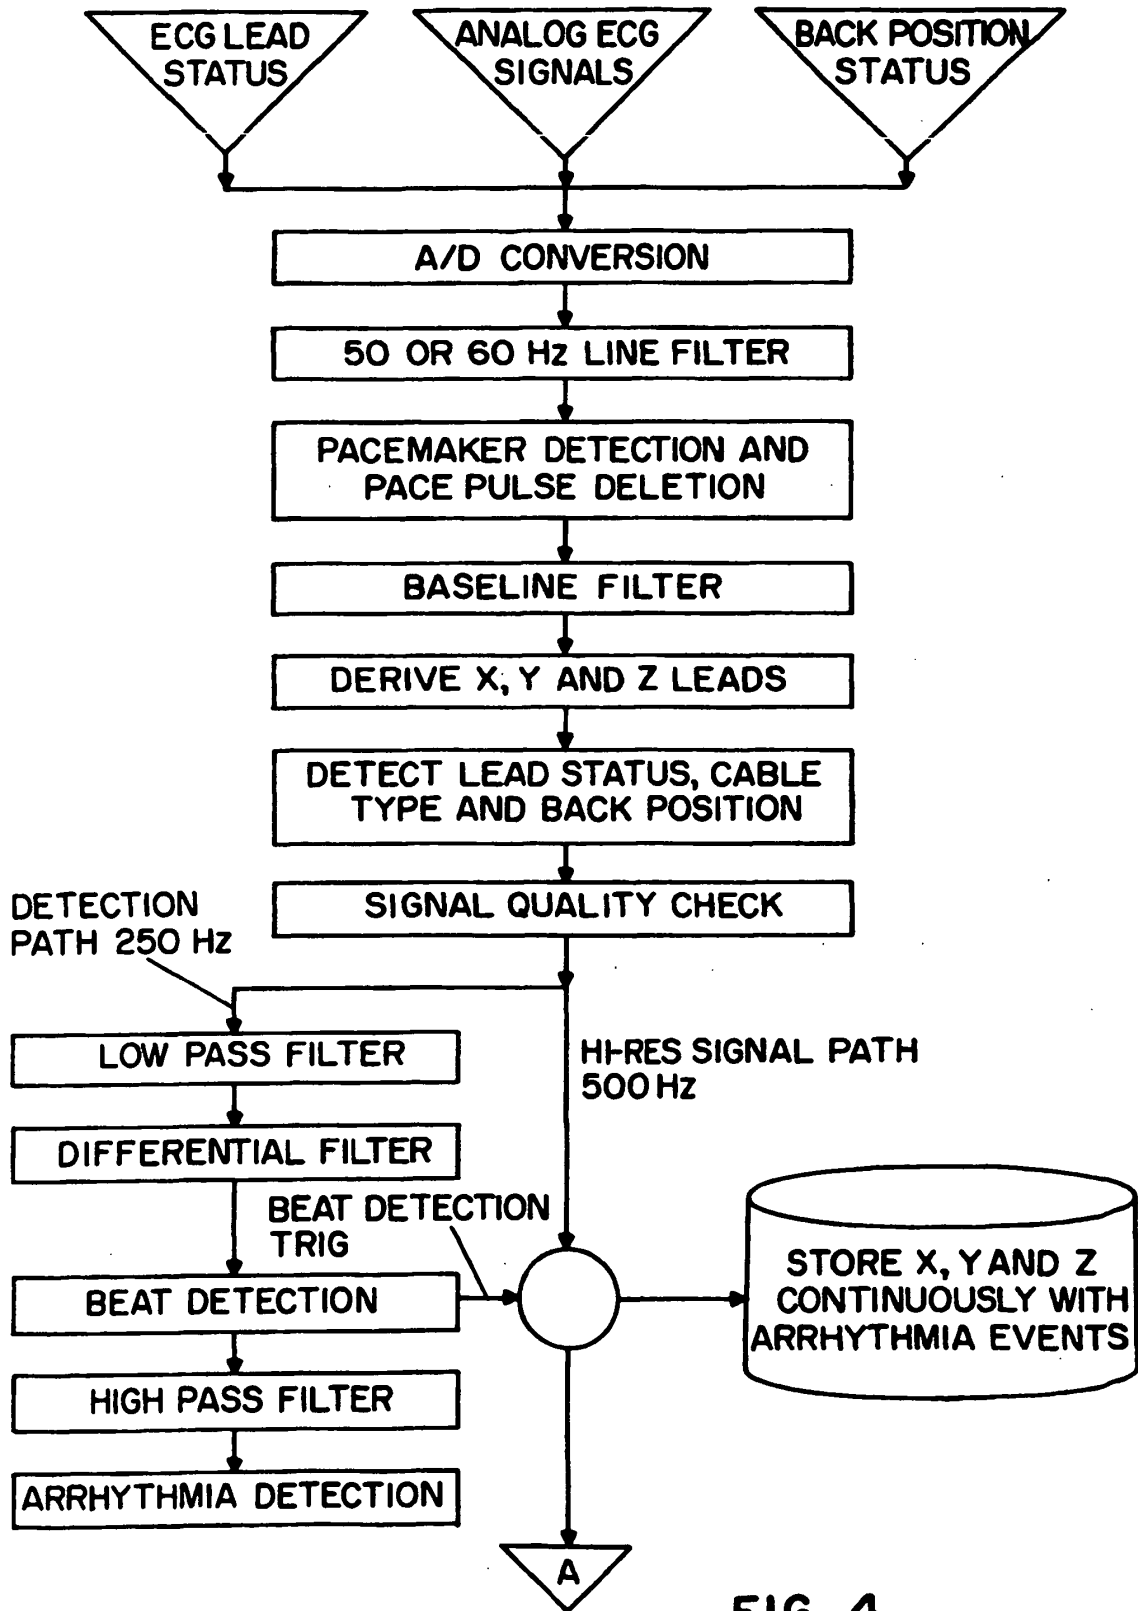 ECG LEAD
STATUS
ANALOG ECG
SIGNALS
BACK POSITION
STATUS
A/D CONVERSION
50 OR 60 Hz LINE FILTER
PACEMAKER DETECTION AND
PACE PULSE DELETION
BASELINE FILTER
DERIVE X, Y AND Z LEADS
DETECT LEAD STATUS, CABLE
TYPE AND BACK POSITION
SIGNAL QUALITY CHECK
DETECTION
PATH 250 Hz
LOW PASS FILTER
HI-RES SIGNAL PATH
500 Hz
DIFFERENTIAL FILTER
BEAT DETECTION
TRIG
BEAT DETECTION
STORE X, Y AND Z
CONTINUOUSLY WITH
ARRHYTHMIA EVENTS
HIGH PASS FILTER
ARRHYTHMIA DETECTION
A
FIG. 4